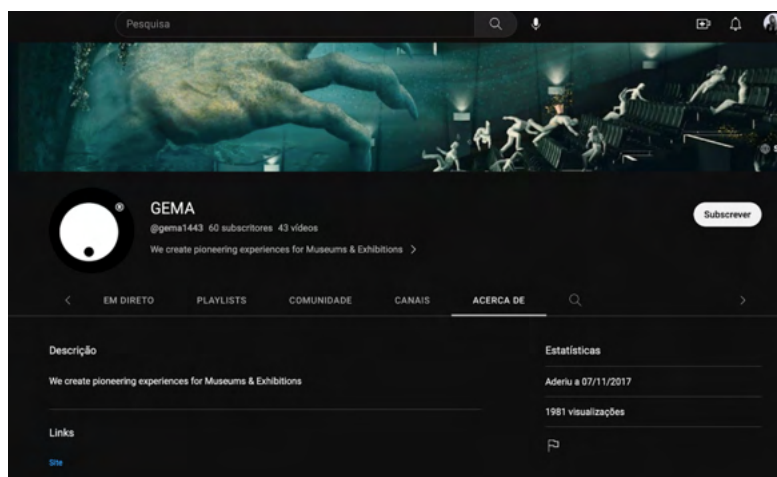 Pesquisa
GEMA
@gema1443 60 subscritores 43 vídeos
We create pioneering experiences for Museums & Exhibitions
Subscrever
EM DIRETO PLAYLISTS COMUNIDADE CANAIS ACERCA DE
Descrição
We create pioneering experiences for Museums & Exhibitions
Links
Site
Estatísticas
Aderiu a 07/11/2017
1981 visualizações